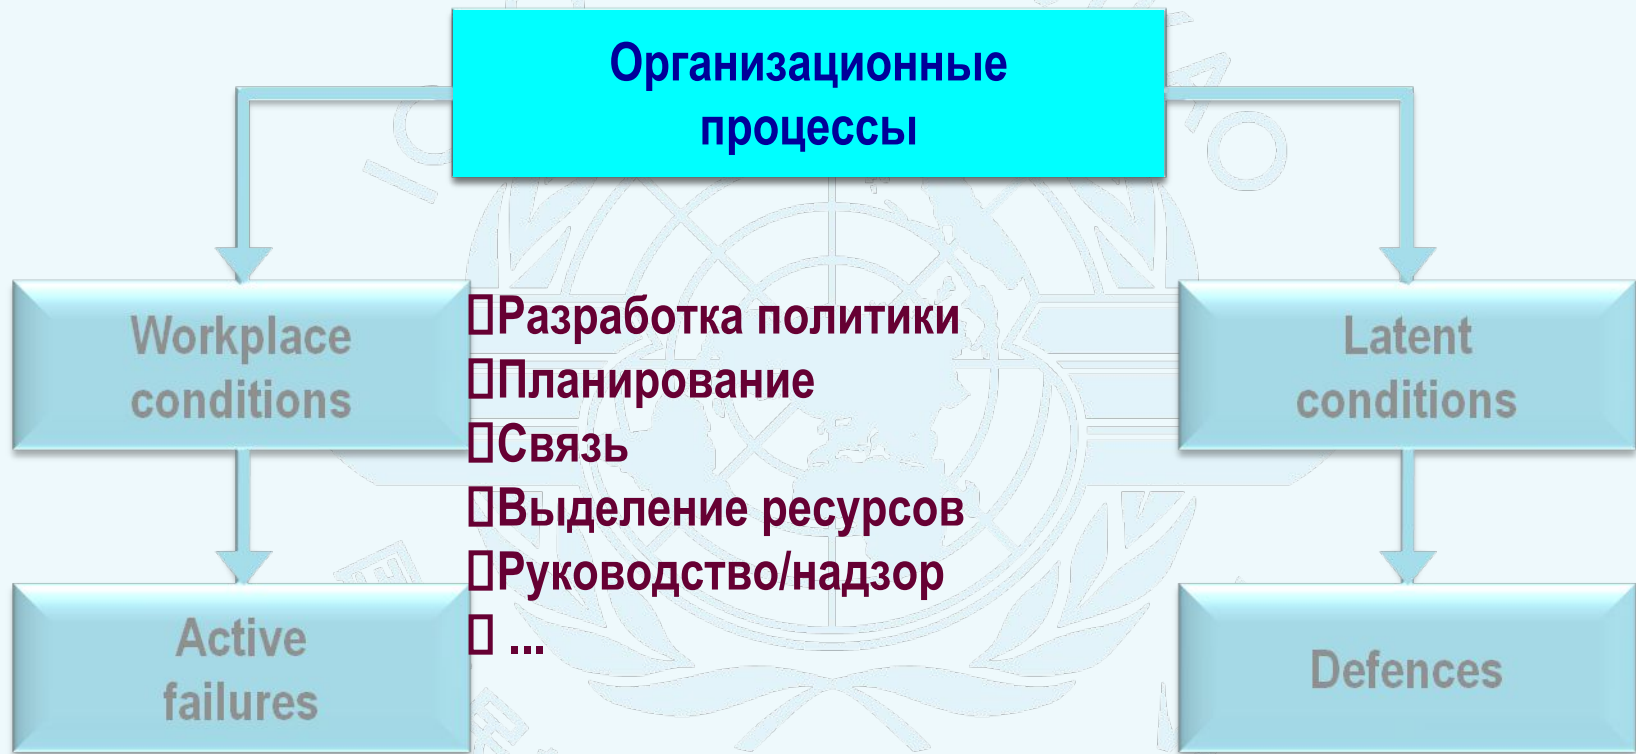 Организационные
процессы
Workplace
conditions
Разработка политики
Планирование
Связь
Выделение ресурсов
Руководство/надзор
...
Latent
conditions
Active
failures
Defences